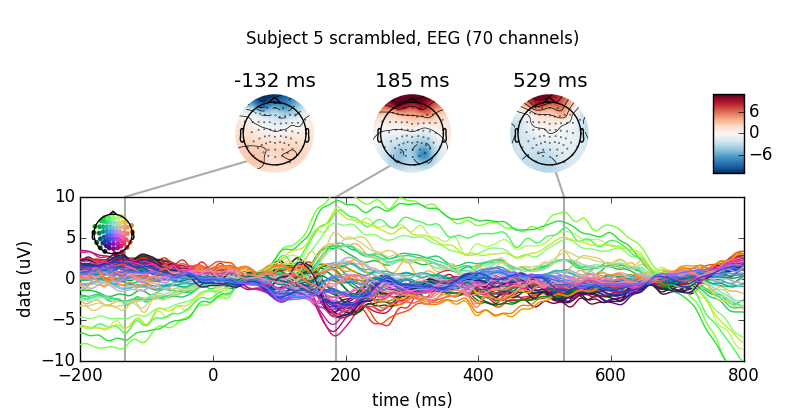 Subject 5 scrambled, EEG (70 channels)
-132 ms 185 ms 529 ms
6
0
−6
10
5
0
−5
−10
data (uV)
−200 0 200 400 600 800
time (ms)